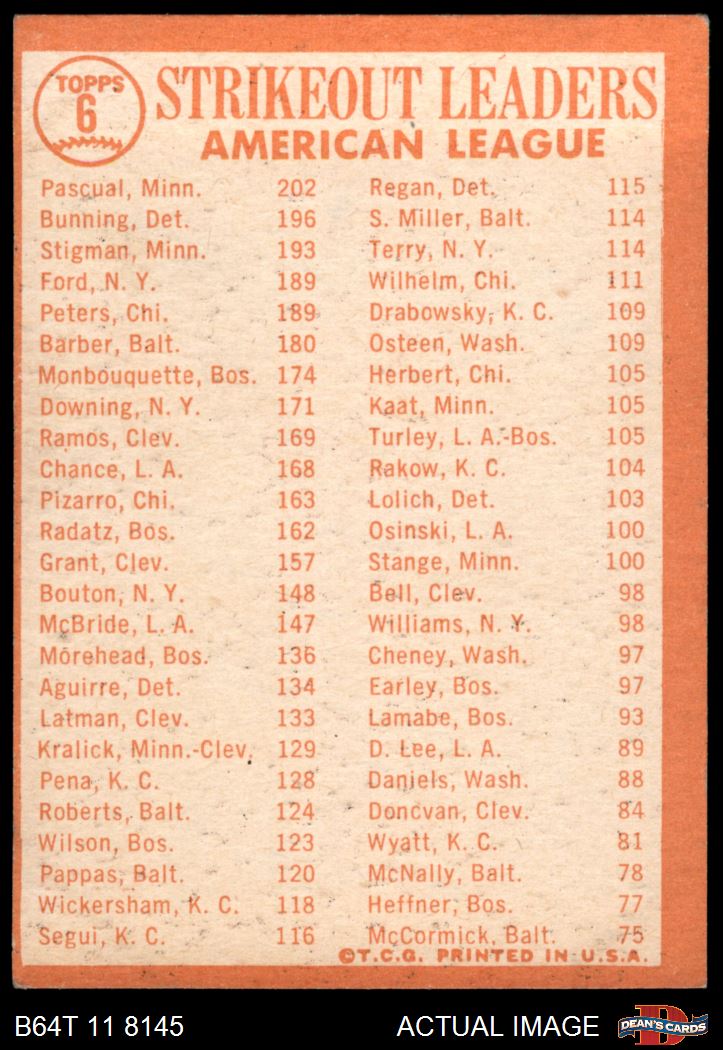 TOPPS
6
STRIKEOUT LEADERS
AMERICAN LEAGUE
Pascual, Minn. 202
Bunning, Det. 196
Stigman, Minn. 193
Ford, N. Y. 189
Peters, Chi. 189
Barber, Balt. 180
Monbouquette, Bos. 174
Downing, N. Y. 171
Ramos, Clev. 169
Chance, L. A. 168
Pizarro, Chi. 163
Radatz, Bos. 162
Grant, Clev. 157
Bouton, N. Y. 148
McBride, L. A. 147
Morehead, Bos. 136
Aguirre, Det. 134
Latman, Clev. 133
Kralick, Minn.-Clev. 129
Pena, K. C. 128
Roberts, Balt. 124
Wilson, Bos. 123
Pappas, Balt. 120
Wickersham, K. C. 118
Segui, K. C. 116
Regan, Det. 115
S. Miller, Balt. 114
Terry, N. Y. 114
Wilhelm, Chi. 111
Drabowsky, K. C. 109
Osteen, Wash. 109
Herbert, Chi. 105
Kaat, Minn. 105
Turley, L. A.-Bos. 105
Rakow, K. C. 104
Lolich, Det. 103
Osinski, L. A. 100
Stange, Minn. 100
Bell, Clev. 98
Williams, N. Y. 98
Cheney, Wash. 97
Earley, Bos. 97
Lamabe, Bos. 93
D. Lee, L. A. 89
Daniels, Wash. 88
Donovan, Clev. 84
Wyatt, K. C. 81
McNally, Balt. 78
Heffner, Bos. 77
McCormick, Balt. 75
©T.C.G. PRINTED IN U.S.A.
B64T 11 8145
ACTUAL IMAGE
D
DEAN'S CARDS